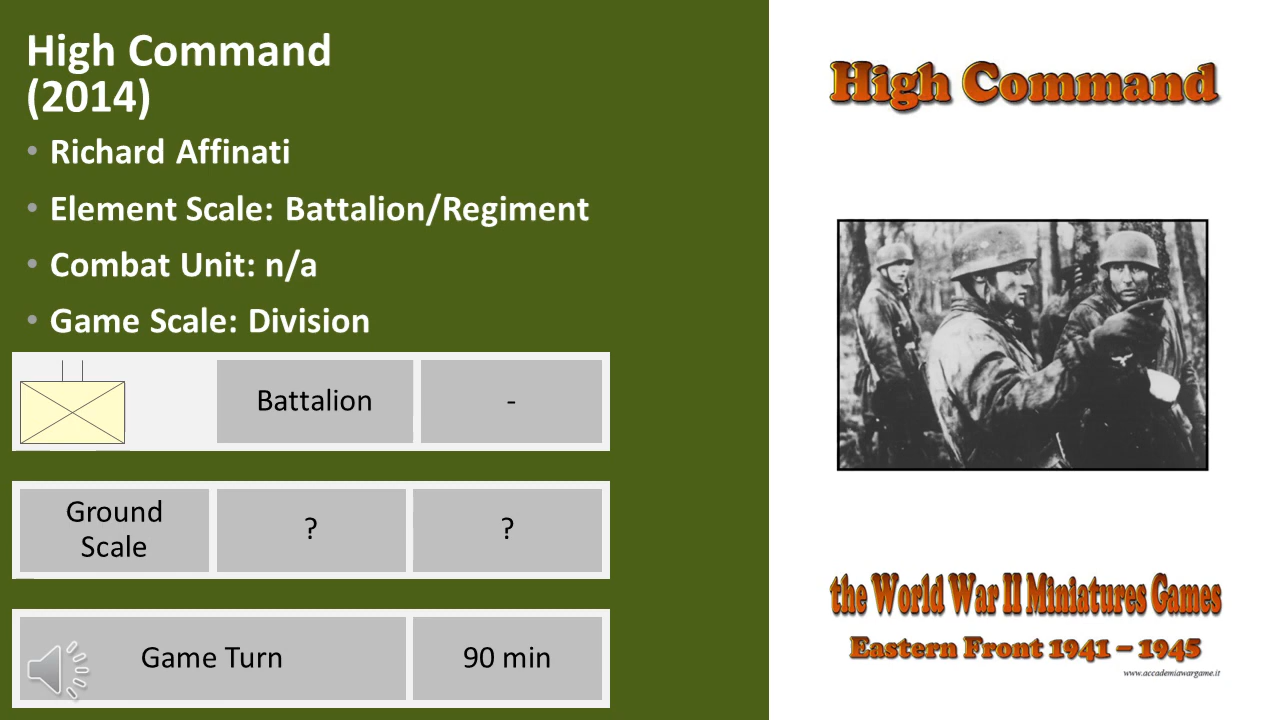 High Command
(2014)
• Richard Affinati
• Element Scale: Battalion/Regiment
• Combat Unit: n/a
• Game Scale: Division
Battalion
-
Ground
Scale
?
?
Game Turn
90 min
High Command
the World War II Miniatures Games
Eastern Front 1941 – 1945
www.accademiawargame.it